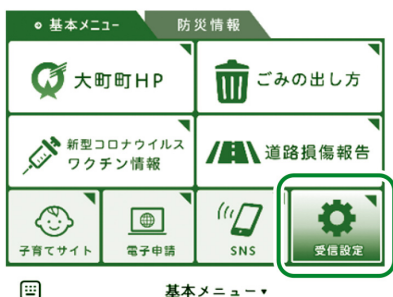 基本メニュー
防災情報
大町町HP
ごみの出し方
新型コロナウイルス
ワクチン情報
道路損傷報告
子育てサイト
電子申請
SNS
受信設定
基本メニュー▾